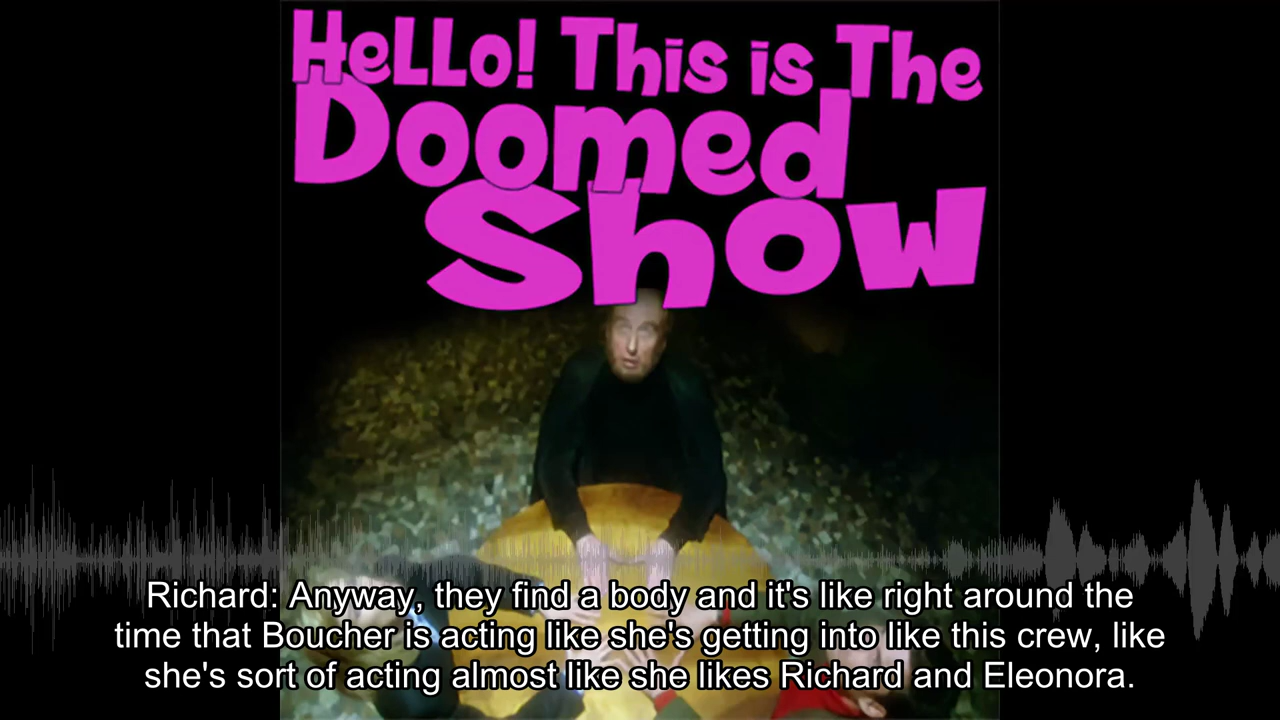 HeLLo! This is The
Doomed
Show
Richard: Anyway, they find a body and it's like right around the
time that Boucher is acting like she's getting into like this crew, like
she's sort of acting almost like she likes Richard and Eleonora.